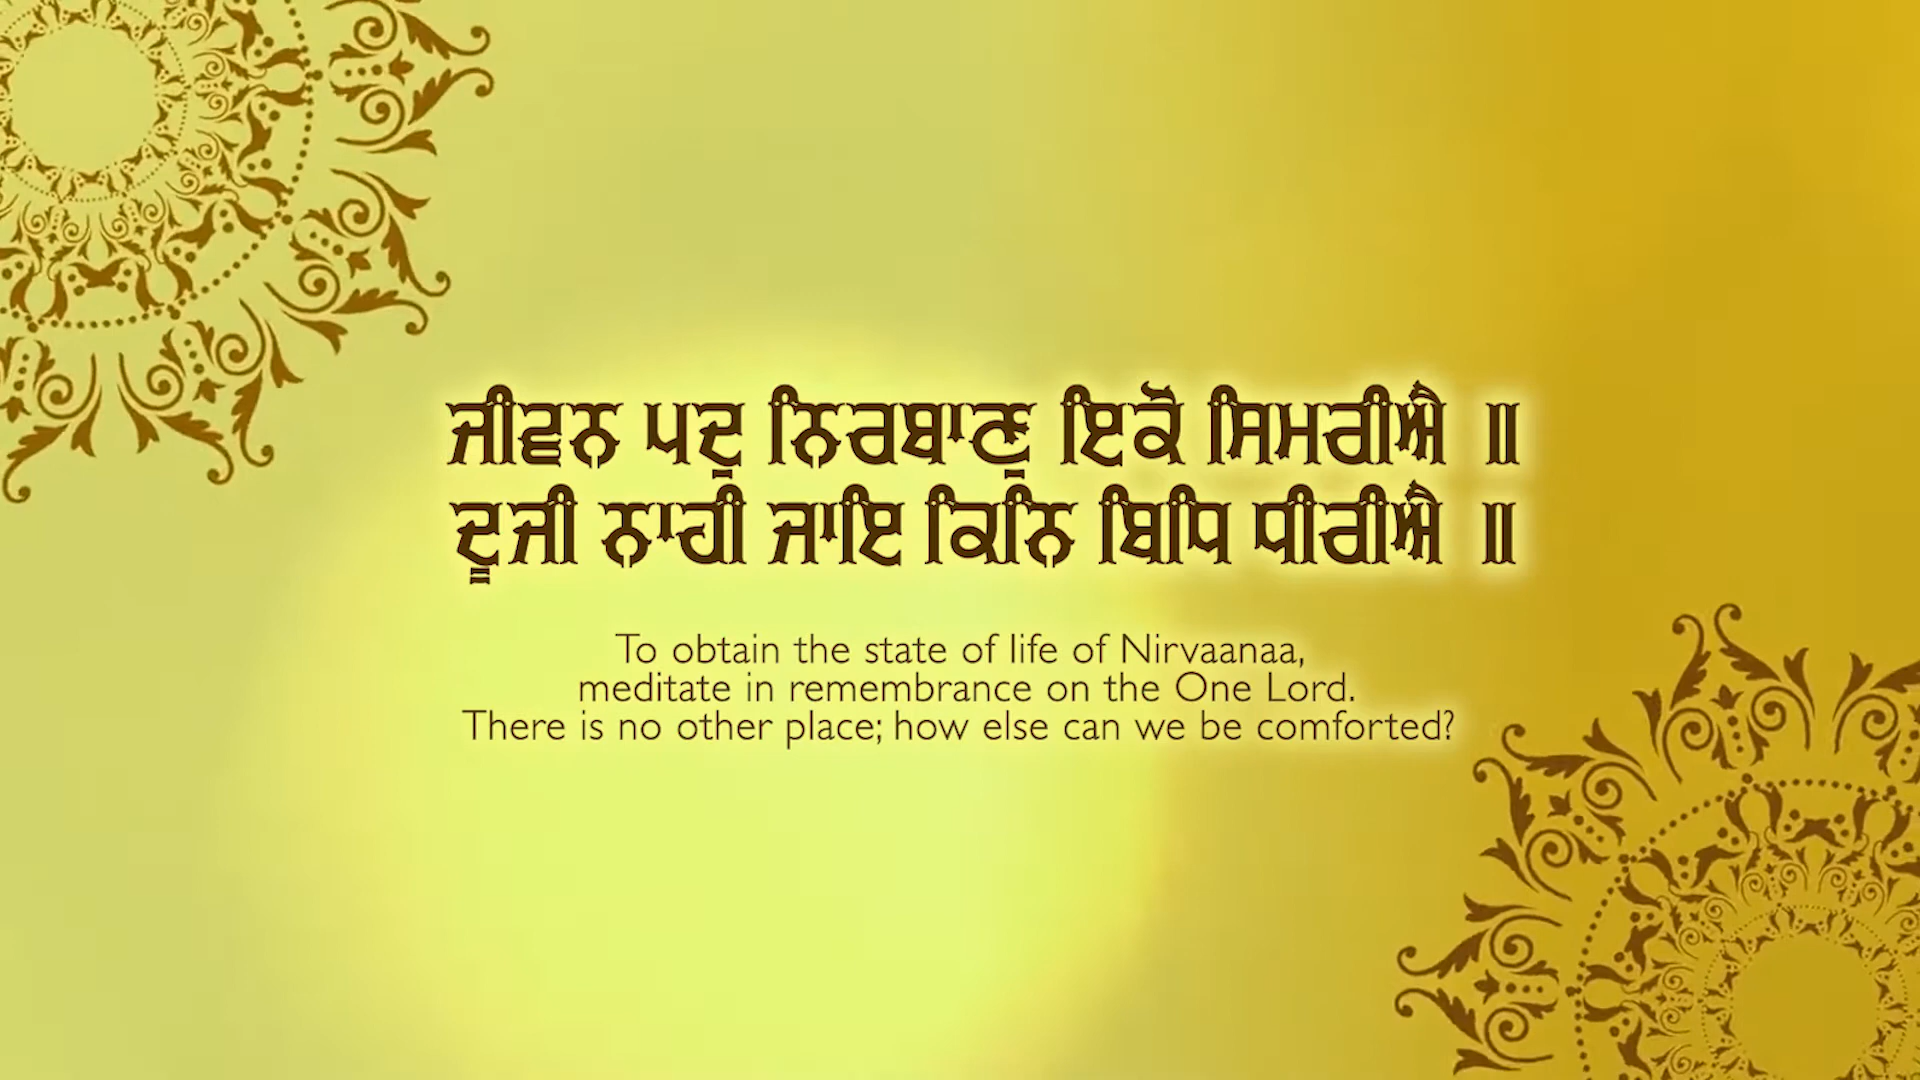 ਜੀਵਨ ਪਦੁ ਨਿਰਬਾਣੁ ਇਕੋ ਸਿਮਰੀਐ ॥
ਦੂਜੀ ਨਾਹੀ ਜਾਇ ਕਿਨਿ ਬਿਧਿ ਧੀਰੀਐ ॥
To obtain the state of life of Nirvaanaa,
meditate in remembrance on the One Lord.
There is no other place; how else can we be comforted?